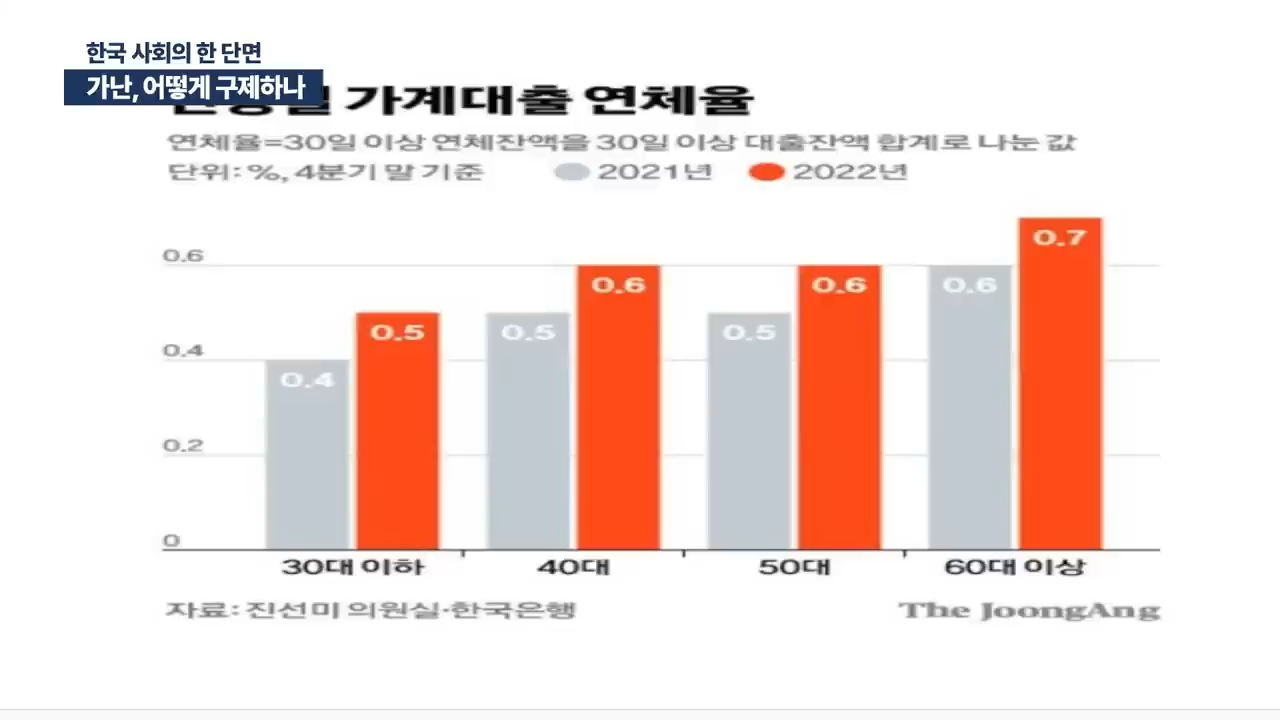 한국 사회의 한 단면
가난, 어떻게 구제하나
가계대출 연체율
연체율=30일 이상 연체잔액을 30일 이상 대출잔액 합계로 나눈 값
단위: %, 4분기 말 기준 2021년 2022년
0.7
0.6
0.6 0.6 0.6
0.5 0.5 0.5
0.4
0.4
0.2
0
30대 이하 40대 50대 60대 이상
자료: 진선미 의원실·한국은행 The JoongAng